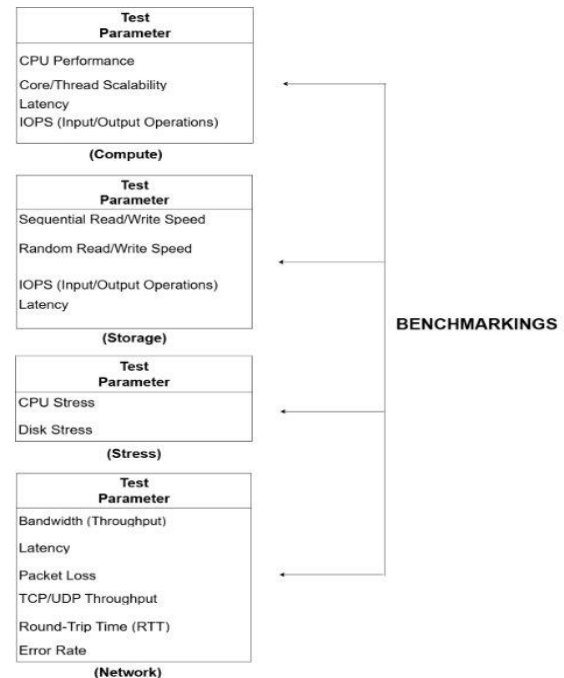 Test
Parameter
CPU Performance
Core/Thread Scalability
Latency
IOPS (Input/Output Operations)
(Compute)
Test
Parameter
Sequential Read/Write Speed
Random Read/Write Speed
IOPS (Input/Output Operations)
Latency
(Storage)
BENCHMARKINGS
Test
Parameter
CPU Stress
Disk Stress
(Stress)
Test
Parameter
Bandwidth (Throughput)
Latency
Packet Loss
TCP/UDP Throughput
Round-Trip Time (RTT)
Error Rate
(Network)